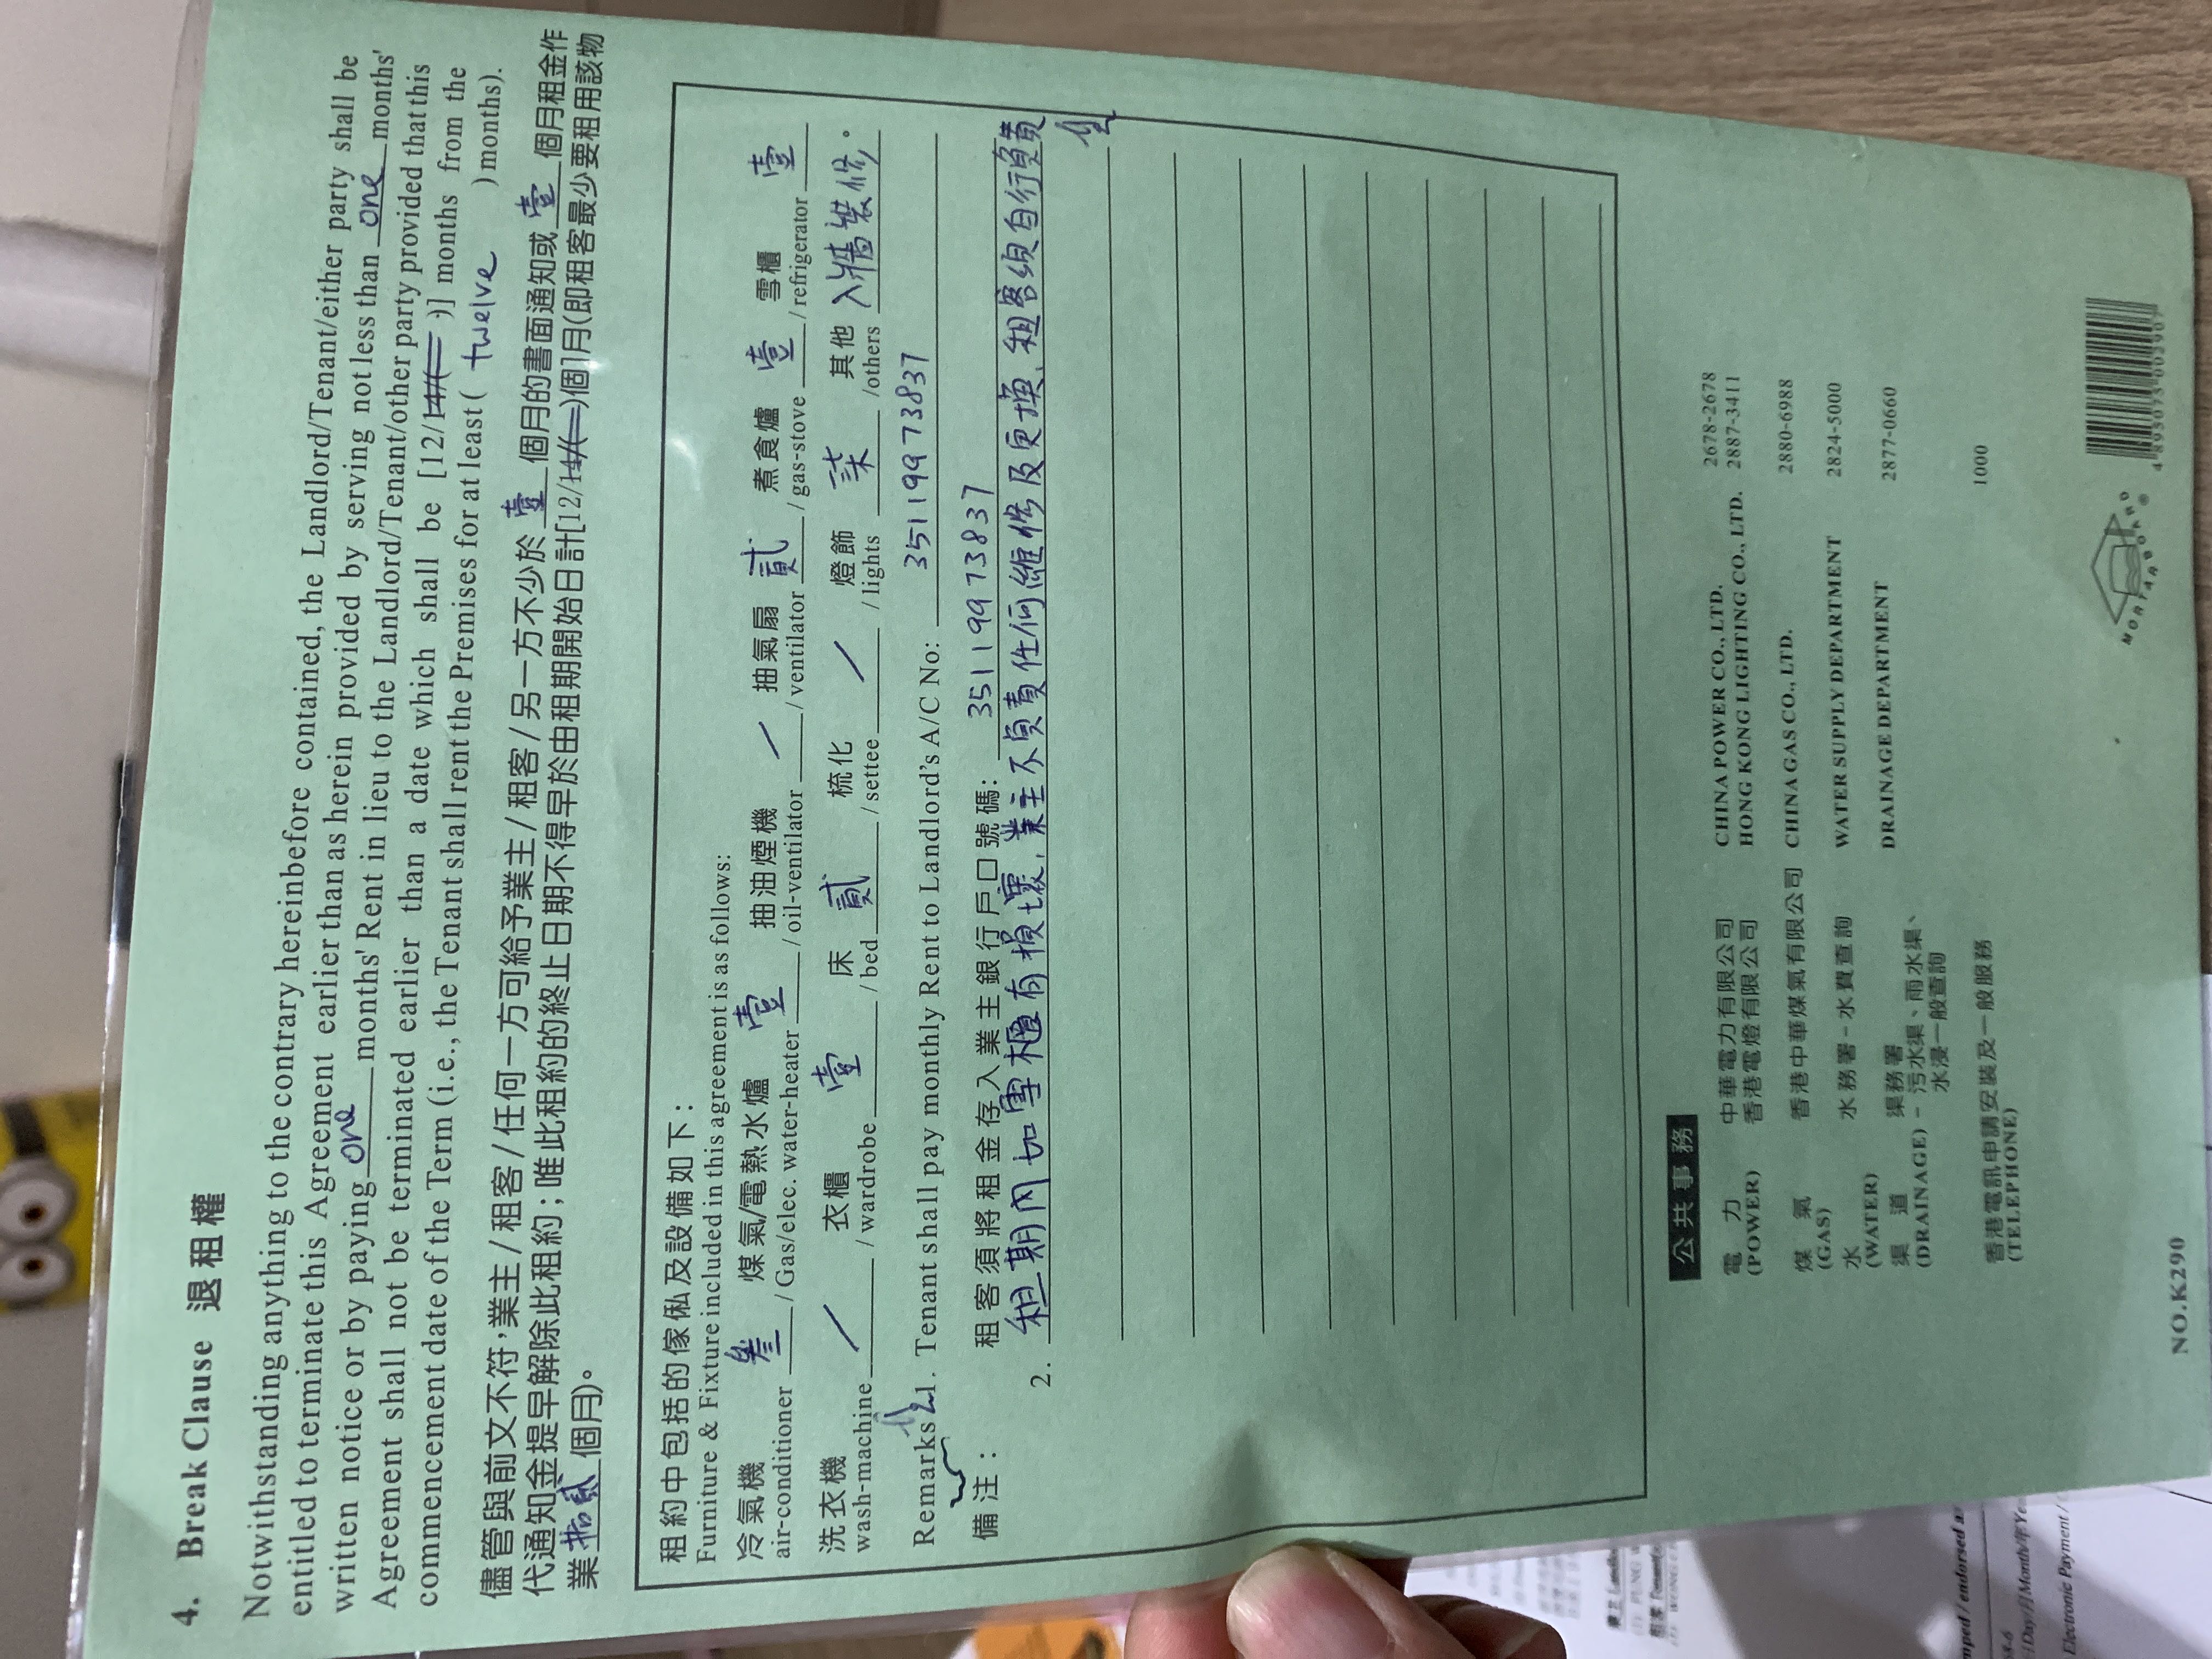 4. Break Clause 退租權
Notwithstanding anything to the contrary hereinbefore contained, the Landlord/Tenant/either party shall be
entitled to terminate this Agreement earlier than as herein provided by serving not less than one months'
written notice or by paying one months' Rent in lieu to the Landlord/Tenant/other party provided that this
Agreement shall not be terminated earlier than a date which shall be [12/14( )] months from the
commencement date of the Term (i.e., the Tenant shall rent the Premises for at least ( twelve ) months).
儘管與前文不符,業主/租客/任何一方可給予業主/租客/另一方不少於 壹 個月的書面通知或 壹 個月租金作
代通知金提早解除此租約;唯此租約的終止日期不得早於由租期開始日計[12/14( )個]月(即租客最少要租用該物
業 拾貳 個月)。
租約中包括的傢俬及設備如下:
Furniture & Fixture included in this agreement is as follows:
冷氣機 叁 煤氣/電熱水爐 壹 抽油煙機 / 抽氣扇 貳 煮食爐 壹 雪櫃 壹
air-conditioner / Gas/elec. water-heater / oil-ventilator / ventilator / gas-stove / refrigerator
洗衣機 / 衣櫃 壹 床 貳 梳化 / 燈飾 柒 其他 入牆裝修。
wash-machine / wardrobe / bed / settee / lights / others
Remarks 1. Tenant shall pay monthly Rent to Landlord's A/C No: 351199973837
備注: 租客須將租金存入業主銀行戶口號碼: 351199973837
2. 租期內如雪櫃有損壞,業主不負責任何維修及更換,租客須自行負責
公共事務
電力 中華電力有限公司 CHINA POWER CO., LTD. 2678-2678
(POWER) 香港電燈有限公司 HONG KONG LIGHTING CO., LTD. 2887-3411
煤氣 香港中華煤氣有限公司 CHINA GAS CO., LTD. 2880-6988
(GAS)
水 水務署-水費查詢 WATER SUPPLY DEPARTMENT 2824-5000
(WATER)
渠道 渠務署 DRAINAGE DEPARTMENT 2877-0660
(DRAINAGE) -污水渠、雨水渠、
水浸一般查詢
香港電訊申請安裝及一般服務 1000
(TELEPHONE)
NO.K290
MONTANBOARD®
Electronic Payment /